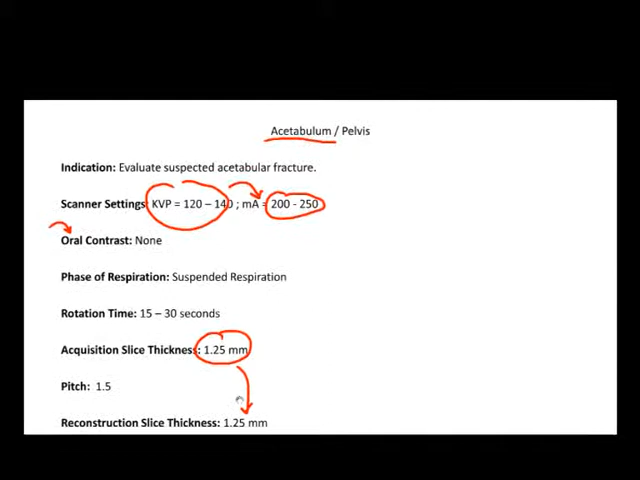 Acetabulum / Pelvis
Indication: Evaluate suspected acetabular fracture.
Scanner Settings: KVP = 120 – 140 ; mA = 200 - 250
Oral Contrast: None
Phase of Respiration: Suspended Respiration
Rotation Time: 15 – 30 seconds
Acquisition Slice Thickness: 1.25 mm
Pitch: 1.5
Reconstruction Slice Thickness: 1.25 mm